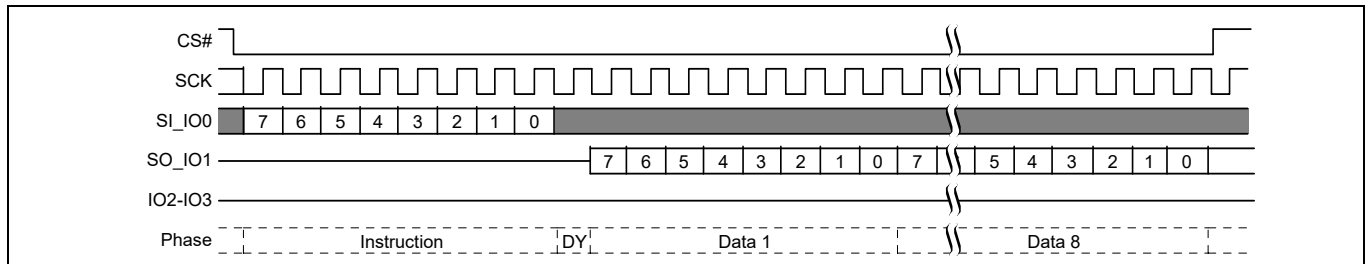 CS#
SCK
SI_IO0 7 6 5 4 3 2 1 0
SO_IO1 7 6 5 4 3 2 1 0 7 5 4 3 2 1 0
IO2-IO3
Phase Instruction DY Data 1 Data 8